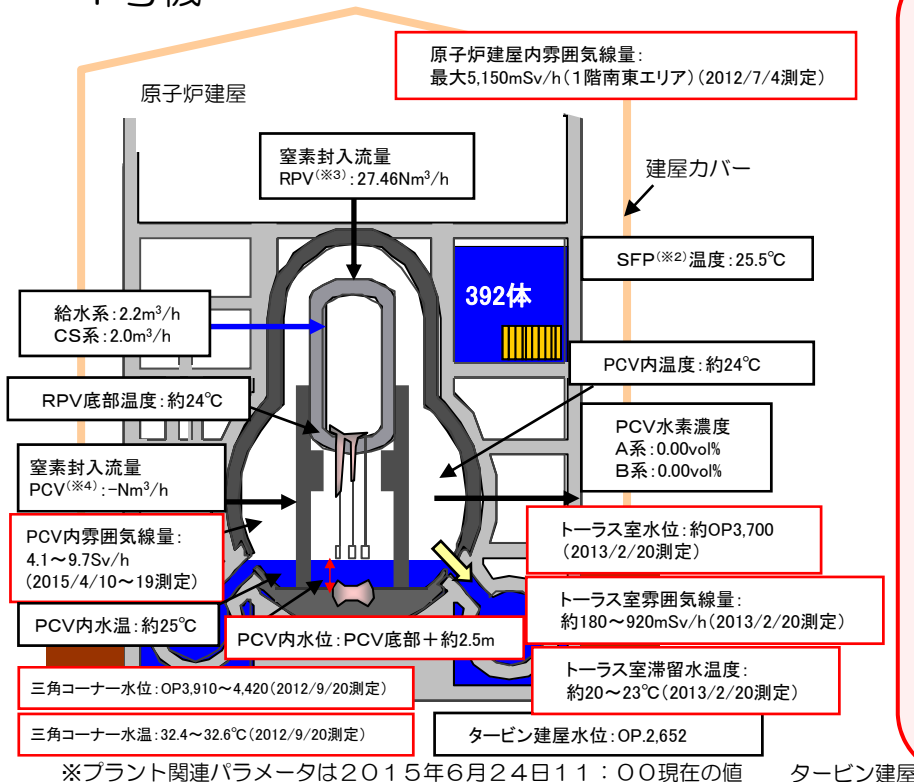 原子炉建屋内雰囲気線量：
最大5,150mSv/h（1階南東エリア）（2012/7/4測定）
原子炉建屋
窒素封入流量
RPV(※3)：27.46Nm³/h
建屋カバー
SFP(※2)温度：25.5℃
392体
給水系：2.2m³/h
CS系：2.0m³/h
PCV内温度：約24℃
RPV底部温度：約24℃
PCV水素濃度
A系：0.00vol%
B系：0.00vol%
窒素封入流量
PCV(※4)：-Nm³/h
PCV内雰囲気線量：
4.1～9.7Sv/h
（2015/4/10～19測定）
トーラス室水位：約OP3,700
（2013/2/20測定）
トーラス室雰囲気線量：
約180～920mSv/h（2013/2/20測定）
PCV内水温：約25℃
PCV内水位：PCV底部＋約2.5m
トーラス室滞留水温度：
約20～23℃（2013/2/20測定）
三角コーナー水位：OP3,910～4,420（2012/9/20測定）
三角コーナー水温：32.4～32.6℃（2012/9/20測定）
タービン建屋水位：OP.2,652
※プラント関連パラメータは２０１５年６月２４日１１：００現在の値
タービン建屋